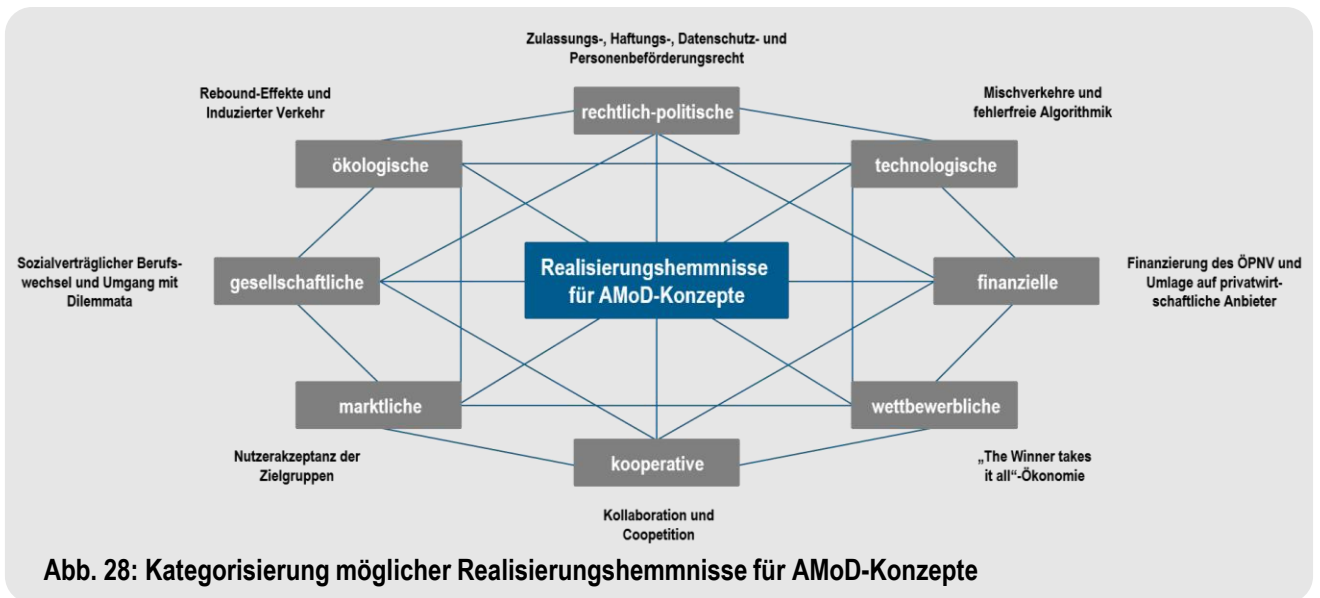 Zulassungs-, Haftungs-, Datenschutz- und
Personenbeförderungsrecht
rechtlich-politische
Rebound-Effekte und
Induzierter Verkehr
ökologische
Mischverkehre und
fehlerfreie Algorithmik
technologische
Sozialverträglicher Berufs-
wechsel und Umgang mit
Dilemmata
gesellschaftliche
Realisierungshemmnisse
für AMoD-Konzepte
finanzielle
Finanzierung des ÖPNV und
Umlage auf privatwirt-
schaftliche Anbieter
marktliche
Nutzerakzeptanz der
Zielgruppen
kooperative
Kollaboration und
Coopetition
wettbewerbliche
„The Winner takes
it all“-Ökonomie
Abb. 28: Kategorisierung möglicher Realisierungshemmnisse für AMoD-Konzepte